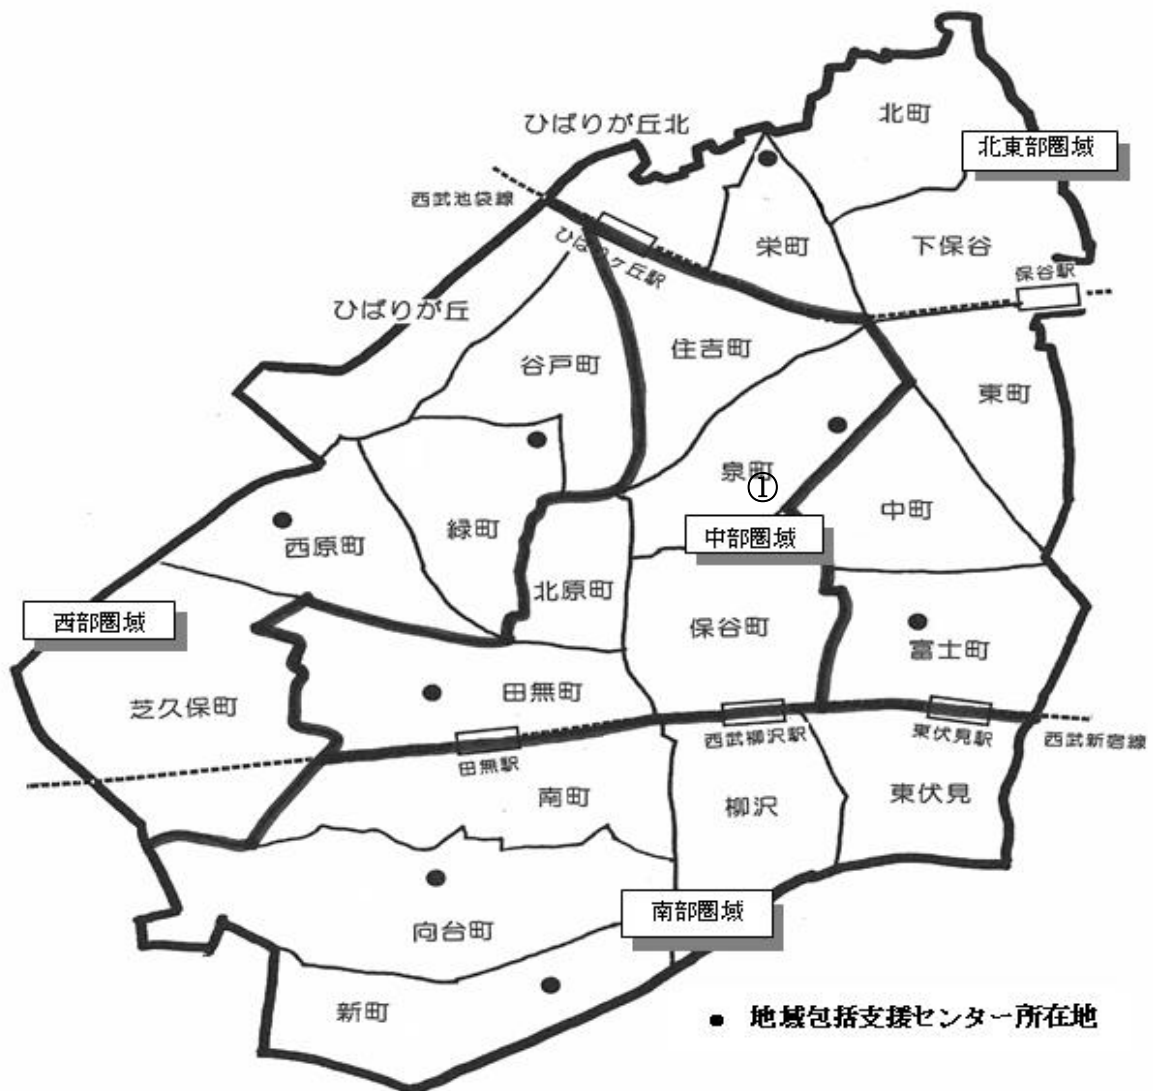 北町
ひばりが丘北
北東部圏域
西武池袋線
ひばりヶ丘駅
栄町
下保谷
保谷駅
ひばりが丘
谷戸町
住吉町
東町
泉町
①
中町
西原町
緑町
中部圏域
北原町
西部圏域
保谷町
富士町
芝久保町
田無町
西武柳沢駅
東伏見駅
西武新宿線
田無駅
南町
柳沢
東伏見
南部圏域
向台町
新町
● 地域包括支援センター所在地